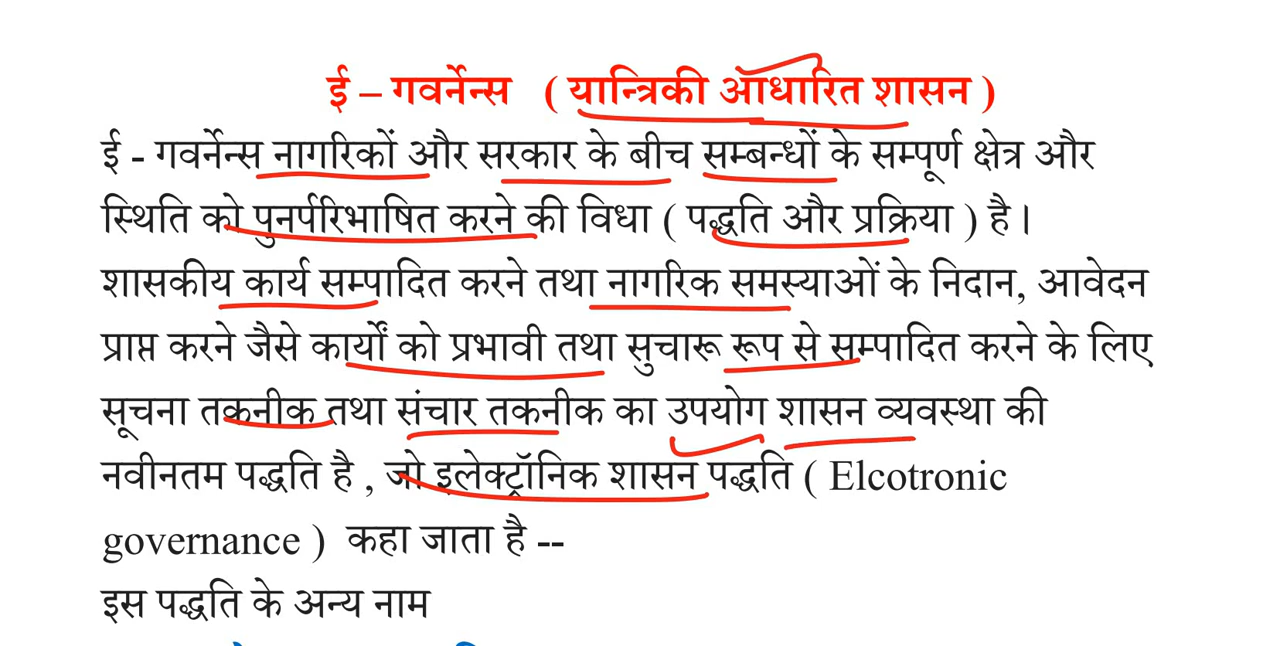 ई – गवर्नेन्स ( यान्त्रिकी आधारित शासन )
ई - गवर्नेन्स नागरिकों और सरकार के बीच सम्बन्धों के सम्पूर्ण क्षेत्र और
स्थिति को पुनर्परिभाषित करने की विधा ( पद्धति और प्रक्रिया ) है।
शासकीय कार्य सम्पादित करने तथा नागरिक समस्याओं के निदान, आवेदन
प्राप्त करने जैसे कार्यों को प्रभावी तथा सुचारू रूप से सम्पादित करने के लिए
सूचना तकनीक तथा संचार तकनीक का उपयोग शासन व्यवस्था की
नवीनतम पद्धति है , जो इलेक्ट्रॉनिक शासन पद्धति ( Elcotronic
governance ) कहा जाता है --
इस पद्धति के अन्य नाम